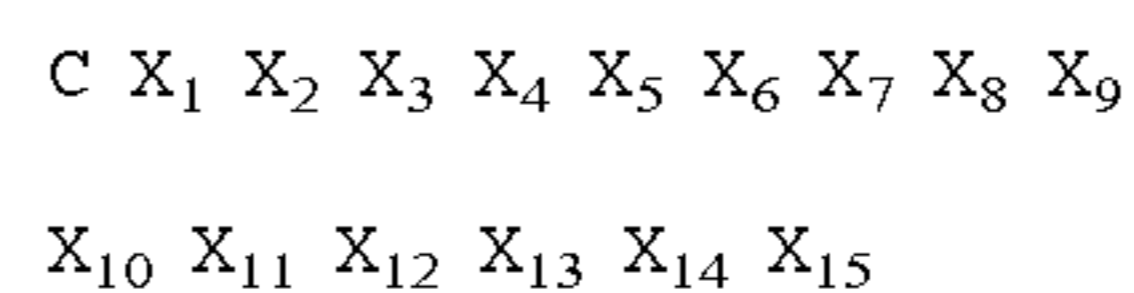 C X₁ X₂ X₃ X₄ X₅ X₆ X₇ X₈ X₉
X₁₀ X₁₁ X₁₂ X₁₃ X₁₄ X₁₅